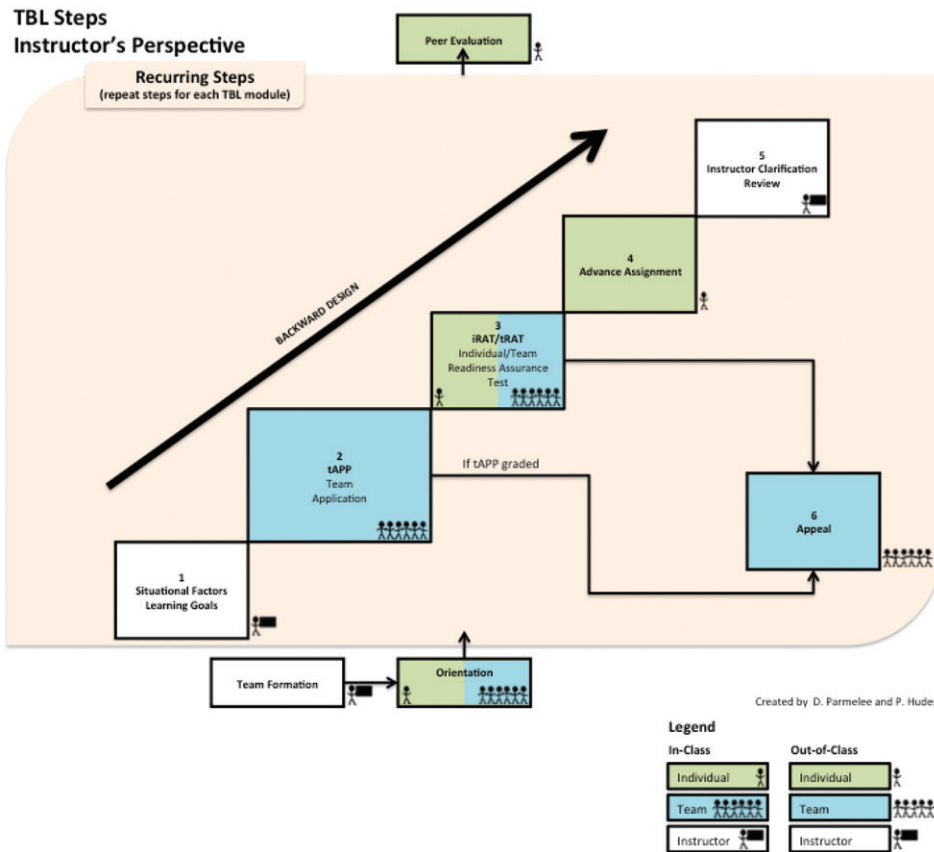 TBL Steps
Instructor's Perspective
Peer Evaluation
Recurring Steps
(repeat steps for each TBL module)
5
Instructor Clarification
Review
4
Advance Assignment
BACKWARD DESIGN
3
iRAT/tRAT
Individual/Team
Readiness Assurance
Test
2
tAPP
Team
Application
If tAPP graded
6
Appeal
1
Situational Factors
Learning Goals
Team Formation
Orientation
Created by D. Parmelee and P. Hude
Legend
In-Class
Out-of-Class
Individual
Individual
Team
Team
Instructor
Instructor